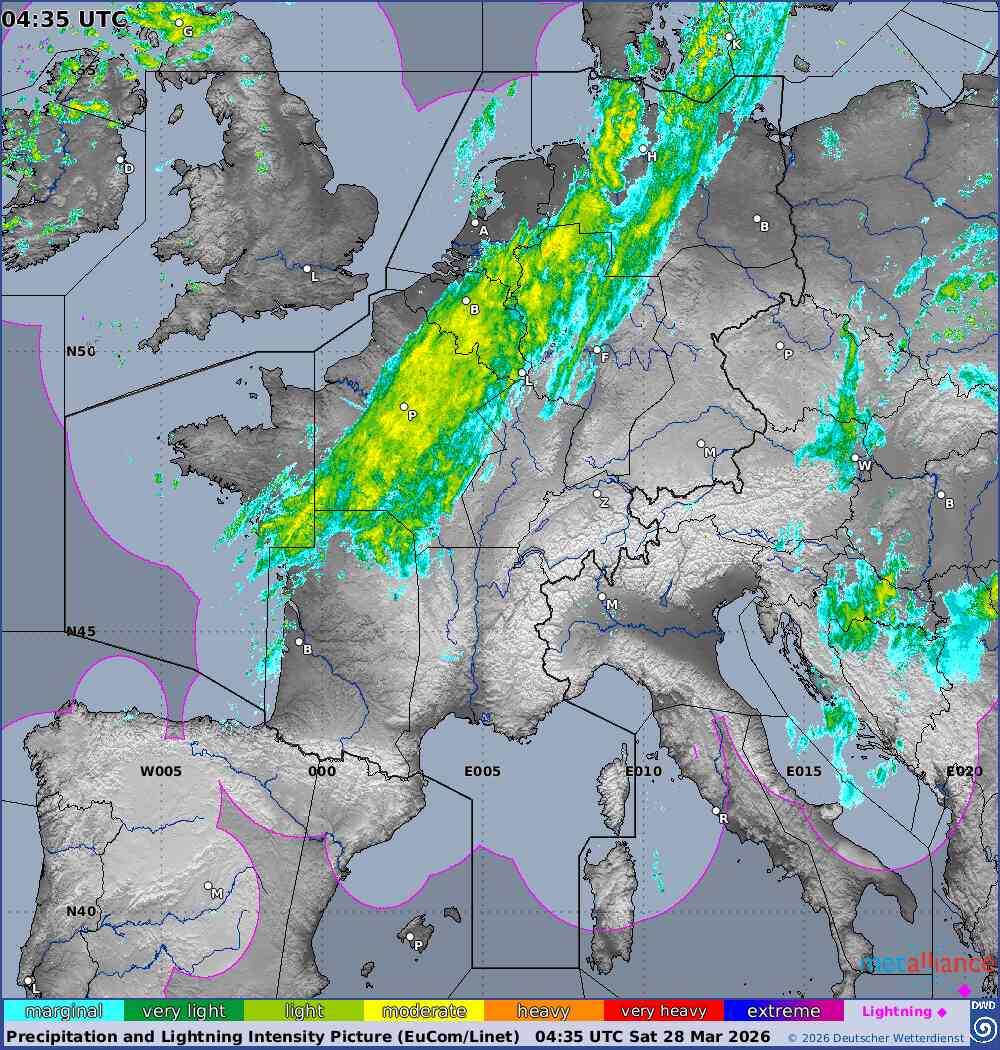 04:35 UTC
G
K
N55
D
H
A
B
L
B
N50
F
P
L
P
M
W
Z
B
M
N45
B
W005
000
E005
E010
E015
E020
R
M
N40
P
L
metalliance
marginal very light light moderate heavy very heavy extreme Lightning
DWD
Precipitation and Lightning Intensity Picture (EuCom/Linet) 04:35 UTC Sat 28 Mar 2026 © 2026 Deutscher Wetterdienst